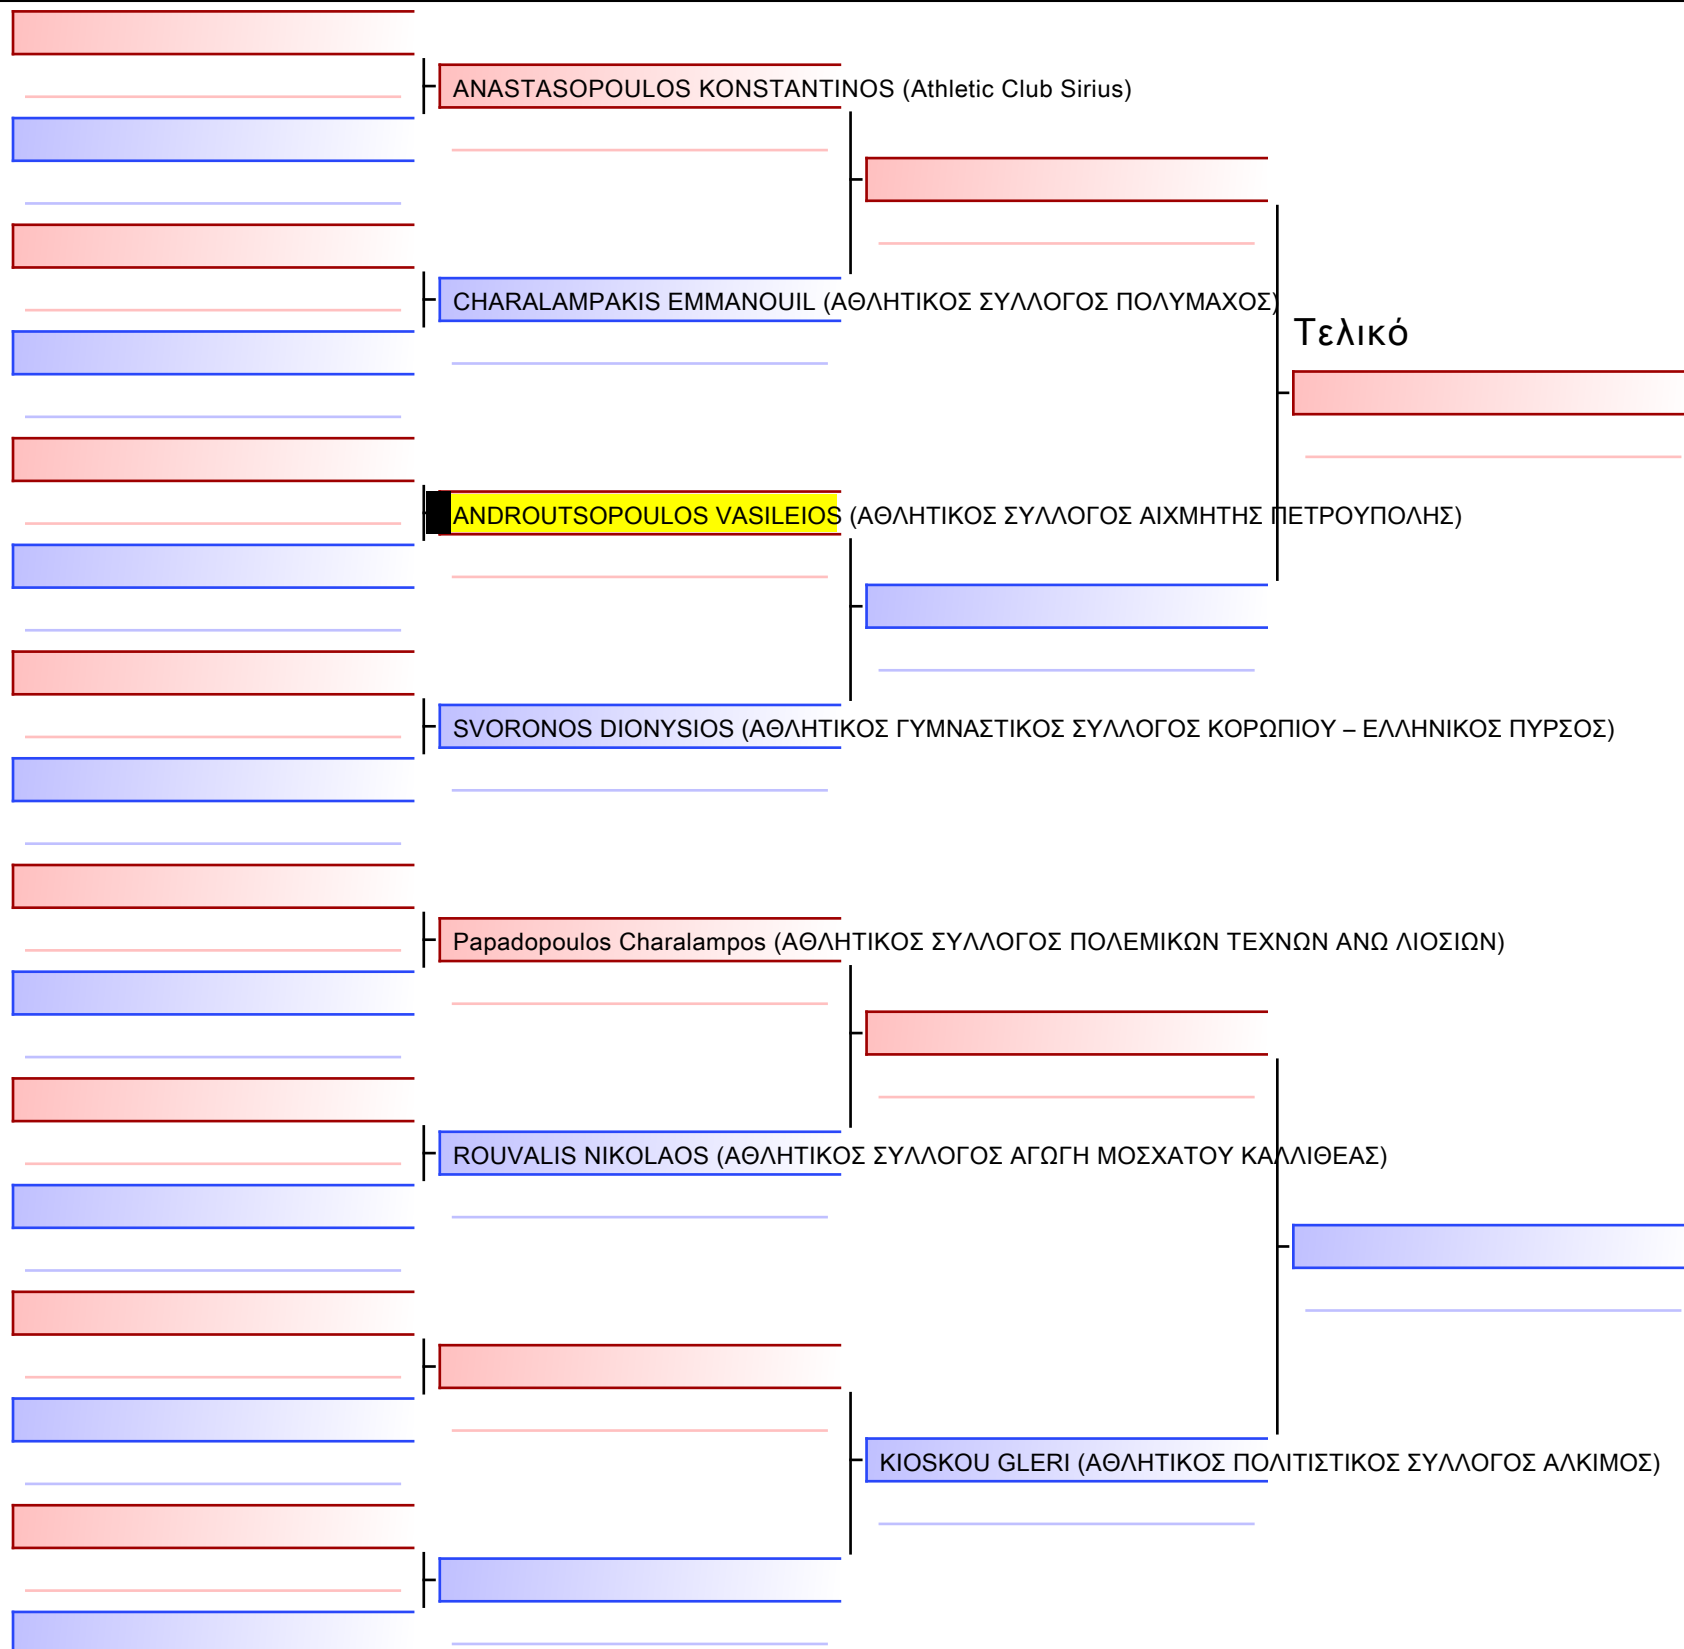 ANASTASOPOULOS KONSTANTINOS (Athletic Club Sirius)
CHARALAMPAKIS EMMANOUIL (ΑΘΛΗΤΙΚΟΣ ΣΥΛΛΟΓΟΣ ΠΟΛΥΜΑΧΟΣ)
Τελικό
ANDROUTSOPOULOS VASILEIOS (ΑΘΛΗΤΙΚΟΣ ΣΥΛΛΟΓΟΣ ΑΙΧΜΗΤΗΣ ΠΕΤΡΟΥΠΟΛΗΣ)
SVORONOS DIONYSIOS (ΑΘΛΗΤΙΚΟΣ ΓΥΜΝΑΣΤΙΚΟΣ ΣΥΛΛΟΓΟΣ ΚΟΡΩΠΙΟΥ – ΕΛΛΗΝΙΚΟΣ ΠΥΡΣΟΣ)
Papadopoulos Charalampos (ΑΘΛΗΤΙΚΟΣ ΣΥΛΛΟΓΟΣ ΠΟΛΕΜΙΚΩΝ ΤΕΧΝΩΝ ΑΝΩ ΛΙΟΣΙΩΝ)
ROUVALIS NIKOLAOS (ΑΘΛΗΤΙΚΟΣ ΣΥΛΛΟΓΟΣ ΑΓΩΓΗ ΜΟΣΧΑΤΟΥ ΚΑΛΛΙΘΕΑΣ)
KIOSKOU GLERI (ΑΘΛΗΤΙΚΟΣ ΠΟΛΙΤΙΣΤΙΚΟΣ ΣΥΛΛΟΓΟΣ ΑΛΚΙΜΟΣ)